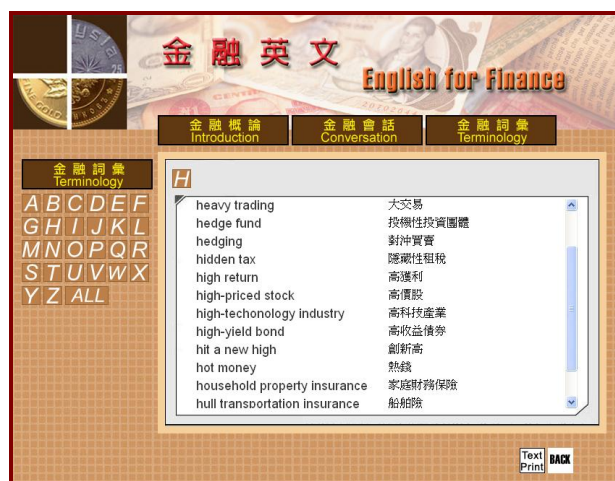 金融英文
English for Finance
金融概論 金融會話 金融詞彙
Introduction Conversation Terminology
金融詞彙
Terminology
A B C D E F
G H I J K L
M N O P Q R
S T U V W X
Y Z ALL
H
heavy trading 大交易
hedge fund 投機性投資團體
hedging 對沖買賣
hidden tax 隱藏性租稅
high return 高獲利
high-priced stock 高價股
high-techonology industry 高科技產業
high-yield bond 高收益債券
hit a new high 創新高
hot money 熱錢
household property insurance 家庭財務保險
hull transportation insurance 船舶險
Text
Print
BACK